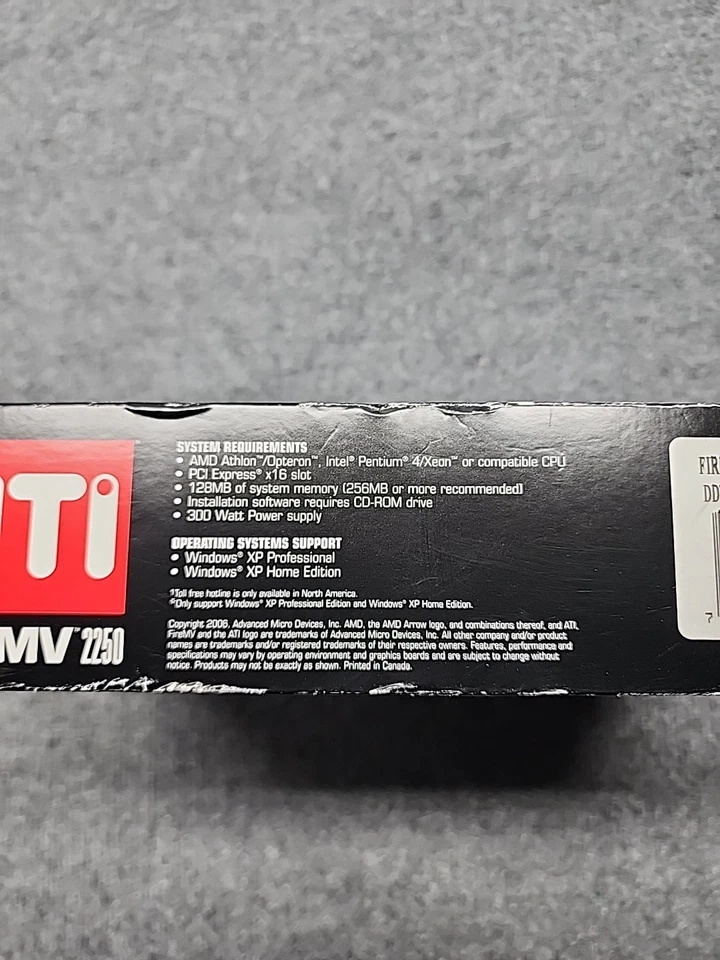 ATI
MV™ 2250
SYSTEM REQUIREMENTS
• AMD Athlon™/Opteron™, Intel® Pentium® 4/Xeon™ or compatible CPU
• PCI Express® x16 slot
• 128MB of system memory (256MB or more recommended)
• Installation software requires CD-ROM drive
• 300 Watt Power supply
OPERATING SYSTEMS SUPPORT
• Windows® XP Professional
• Windows® XP Home Edition
Toll free hotline is only available in North America.
Only support Windows® XP Professional Edition and Windows® XP Home Edition.
Copyright 2006, Advanced Micro Devices, Inc. AMD, the AMD Arrow logo, and combinations thereof, and ATI,
FireMV and the ATI logo are trademarks of Advanced Micro Devices, Inc. All other company and/or product
names are trademarks and/or registered trademarks of their respective owners. Features, performance and
specifications may vary by operating environment and graphics boards and are subject to change without
notice. Products may not be exactly as shown. Printed in Canada.
FIR
DD
7